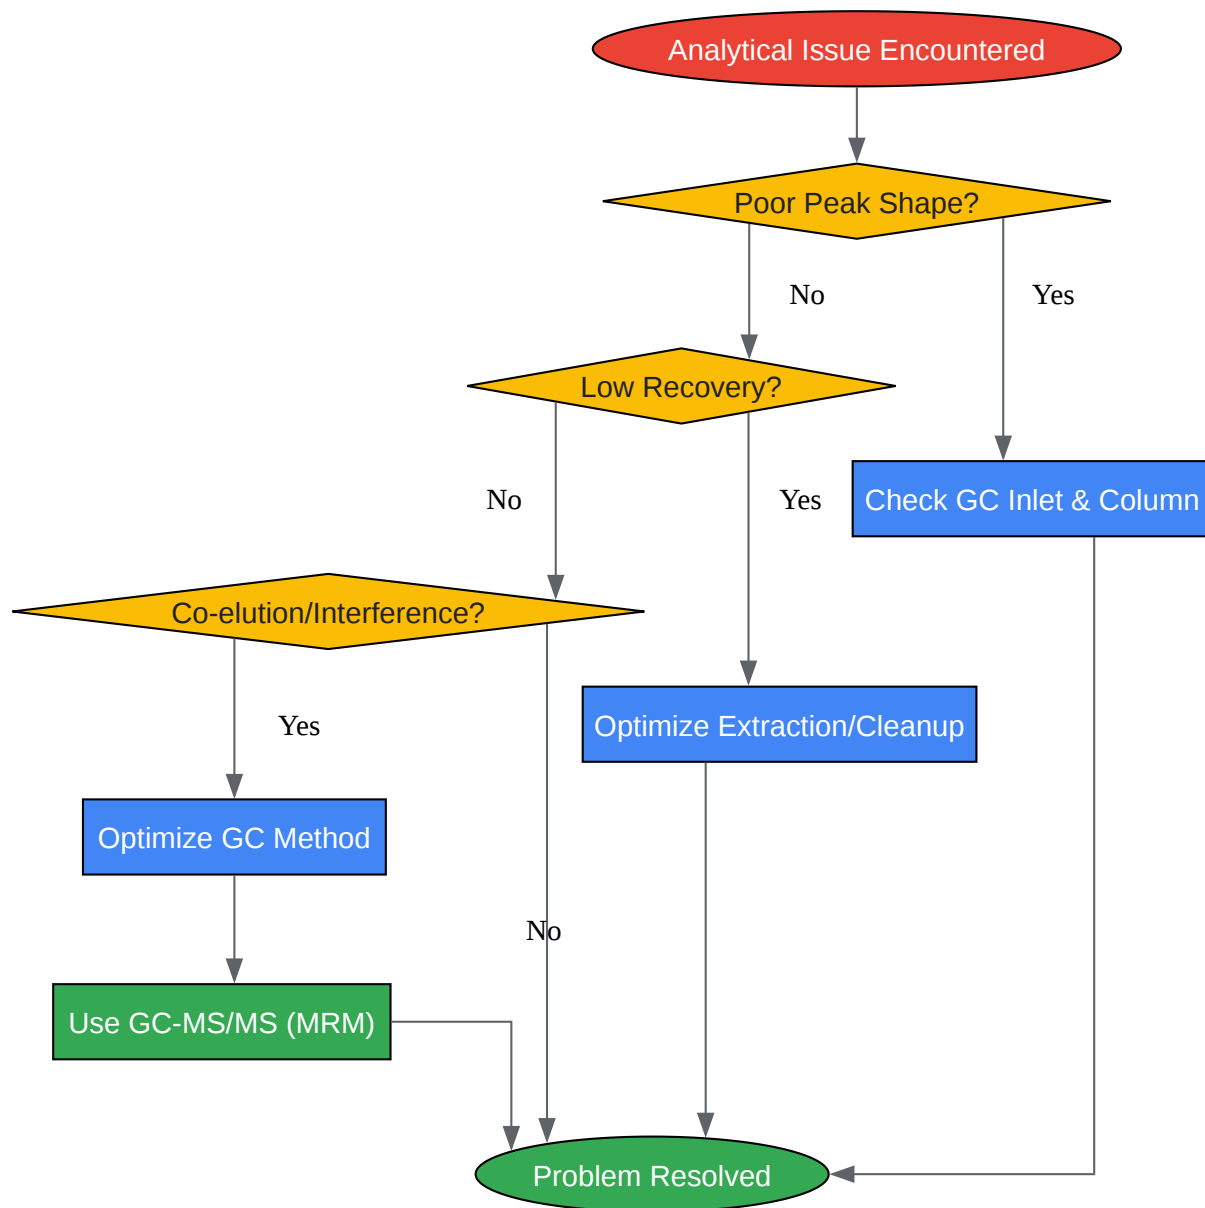 Analytical Issue Encountered
Poor Peak Shape?
No
Yes
Low Recovery?
No
Yes
Check GC Inlet & Column
Co-elution/Interference?
Yes
Optimize Extraction/Cleanup
Optimize GC Method
No
Use GC-MS/MS (MRM)
Problem Resolved